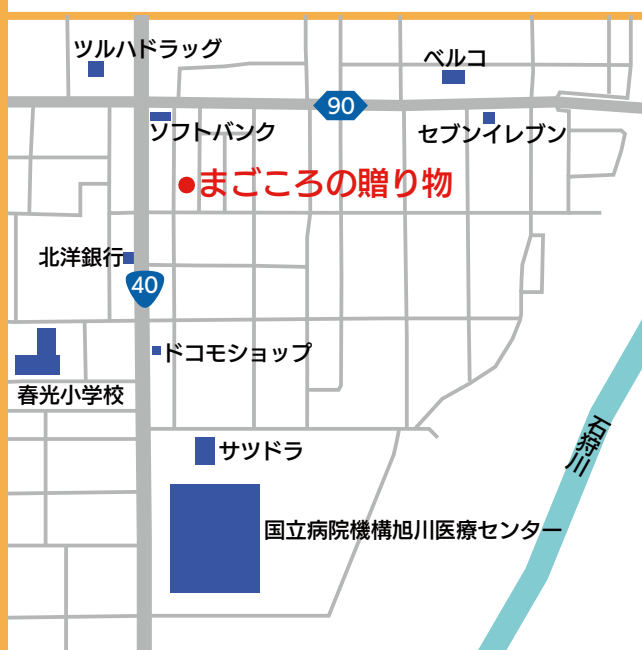 ツルハドラッグ
ベルコ
90
ソフトバンク
セブンイレブン
まごころの贈り物
北洋銀行
40
ドコモショップ
春光小学校
石狩川
サツドラ
国立病院機構旭川医療センター